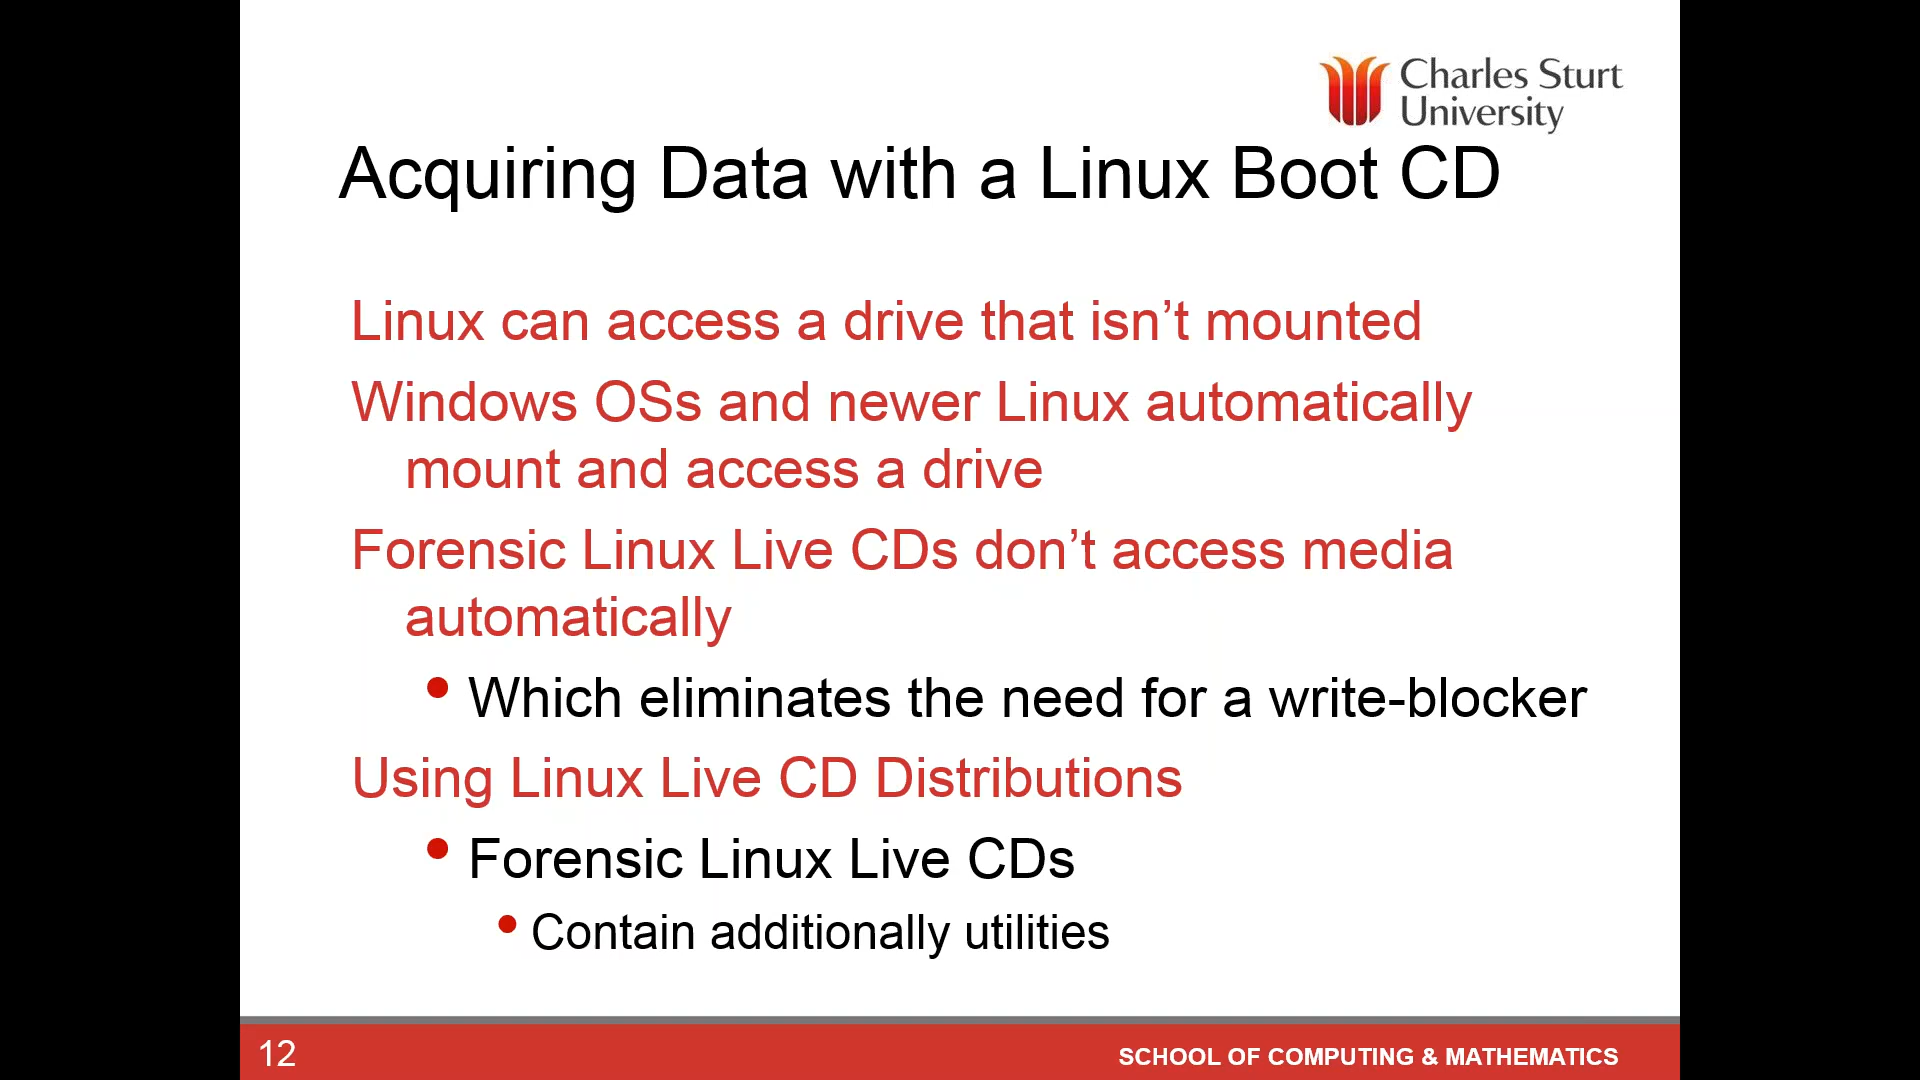 Charles Sturt
University
Acquiring Data with a Linux Boot CD
Linux can access a drive that isn’t mounted
Windows OSs and newer Linux automatically
mount and access a drive
Forensic Linux Live CDs don’t access media
automatically
• Which eliminates the need for a write-blocker
Using Linux Live CD Distributions
• Forensic Linux Live CDs
• Contain additionally utilities
12
SCHOOL OF COMPUTING & MATHEMATICS